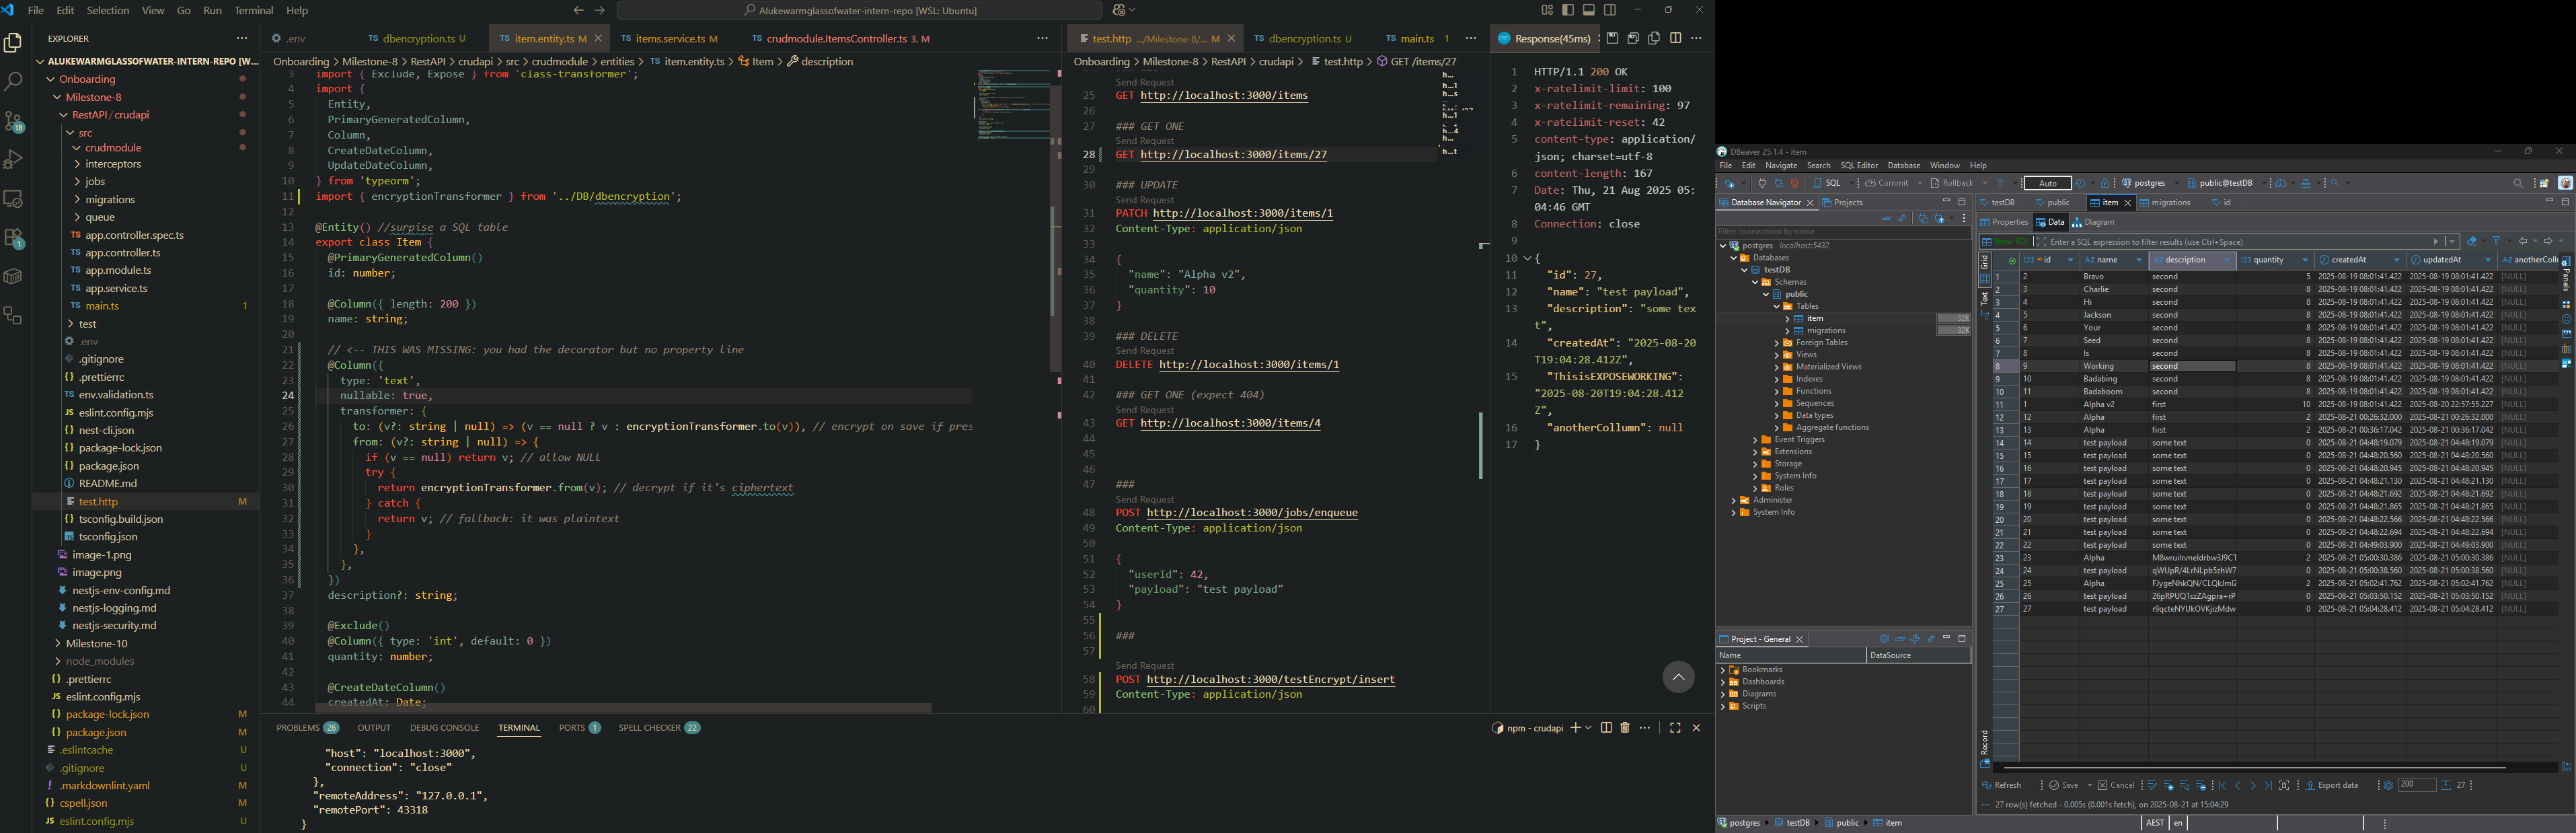 File Edit Selection View Go Run Terminal Help
Alukewarmglassofwater-intern-repo [WSL: Ubuntu]
EXPLORER
ALUKEWARMGLASSOFWATER-INTERN-REPO [W...
Onboarding
Milestone-8
RestAPI/crudapi
src
crudmodule
interceptors
jobs
migrations
queue
app.controller.spec.ts
app.controller.ts
app.module.ts
app.service.ts
main.ts 1
test
.env
.gitignore
.prettierrc
env.validation.ts
eslint.config.mjs
nest-cli.json
package-lock.json
package.json
README.md
test.http M
tsconfig.build.json
tsconfig.json
image-1.png
image.png
nestjs-env-config.md
nestjs-logging.md
nestjs-security.md
Milestone-10
node_modules
.prettierrc
eslint.config.mjs
package-lock.json M
package.json M
.eslintcache U
.gitignore U
.markdownlint.yaml M
cspell.json M
eslint.config.mjs U
.env
dbencryption.ts U
item.entity.ts M
items.service.ts M
crudmodule.ItemsController.ts 3, M
Onboarding > Milestone-8 > RestAPI > crudapi > src > crudmodule > entities > item.entity.ts > Item > description
3 import { Exclude, Expose } from 'class-transformer';
4 import {
5 Entity,
6 PrimaryGeneratedColumn,
7 Column,
8 CreateDateColumn,
9 UpdateDateColumn,
10 } from 'typeorm';
11 import { encryptionTransformer } from '../DB/dbencryption';
12
13 @Entity() //surpise a SQL table
14 export class Item {
15 @PrimaryGeneratedColumn()
16 id: number;
17
18 @Column({ length: 200 })
19 name: string;
20
21 // <-- THIS WAS MISSING: you had the decorator but no property line
22 @Column({
23 type: 'text',
24 nullable: true,
25 transformer: {
26 to: (v?: string | null) => (v == null ? v : encryptionTransformer.to(v)), // encrypt on save if pres
27 from: (v?: string | null) => {
28 if (v == null) return v; // allow NULL
29 try {
30 return encryptionTransformer.from(v); // decrypt if it's ciphertext
31 } catch {
32 return v; // fallback: it was plaintext
33 }
34 },
35 },
36 })
37 description?: string;
38
39 @Exclude()
40 @Column({ type: 'int', default: 0 })
41 quantity: number;
42
43 @CreateDateColumn()
44 createdAt: Date;
test.http .../Milestone-8/... M
dbencryption.ts U
main.ts 1
Onboarding > Milestone-8 > RestAPI > crudapi > test.http > GET /items/27
Send Request
25 GET http://localhost:3000/items
26
27 ### GET ONE
Send Request
28 GET http://localhost:3000/items/27
29
30 ### UPDATE
Send Request
31 PATCH http://localhost:3000/items/1
32 Content-Type: application/json
33
34 {
35 "name": "Alpha v2",
36 "quantity": 10
37 }
38
39 ### DELETE
Send Request
40 DELETE http://localhost:3000/items/1
41
42 ### GET ONE (expect 404)
Send Request
43 GET http://localhost:3000/items/4
44
45
46
47 ###
Send Request
48 POST http://localhost:3000/jobs/enqueue
49 Content-Type: application/json
50
51 {
52 "userId": 42,
53 "payload": "test payload"
54 }
55
56 ###
57
Send Request
58 POST http://localhost:3000/testEncrypt/insert
59 Content-Type: application/json
60
Response(45ms)
1 HTTP/1.1 200 OK
2 x-ratelimit-limit: 100
3 x-ratelimit-remaining: 97
4 x-ratelimit-reset: 42
5 content-type: application/
json; charset=utf-8
6 content-length: 167
7 Date: Thu, 21 Aug 2025 05:
04:46 GMT
8 Connection: close
9
10 {
11 "id": 27,
12 "name": "test payload",
13 "description": "some tex
t",
14 "createdAt": "2025-08-20
T19:04:28.412Z",
15 "ThisisEXPOSEWORKING":
"2025-08-20T19:04:28.412
Z",
16 "anotherCollumn": null
17 }
PROBLEMS 26 OUTPUT DEBUG CONSOLE TERMINAL PORTS 1 SPELL CHECKER 22
npm - crudapi
"host": "localhost:3000",
"connection": "close"
},
"remoteAddress": "127.0.0.1",
"remotePort": 43318
}
DBeaver 25.1.4 - item
File Edit Navigate Search SQL Editor Database Window Help
SQL Commit Rollback Auto postgres public@testDB
Database Navigator Projects
Filter connections by name
postgres localhost:5432
Databases
testDB
Schemas
public
Tables
item 32K
migrations 32K
Foreign Tables
Views
Materialized Views
Indexes
Functions
Sequences
Data types
Aggregate functions
Event Triggers
Extensions
Storage
System Info
Roles
Administer
System Info
Project - General
Name DataSource
Bookmarks
Dashboards
Diagrams
Scripts
testDB public item migrations id
Properties Data Diagram
Show SQL Enter a SQL expression to filter results (use Ctrl+Space)
Grid
Text
Record
Panels
123 id A-Z name A-Z description 123 quantity createdAt updatedAt A-Z anotherColl
1 2 Bravo second 5 2025-08-19 08:01:41.422 2025-08-19 08:01:41.422 [NULL]
2 3 Charlie second 8 2025-08-19 08:01:41.422 2025-08-19 08:01:41.422 [NULL]
3 4 Hi second 8 2025-08-19 08:01:41.422 2025-08-19 08:01:41.422 [NULL]
4 5 Jackson second 8 2025-08-19 08:01:41.422 2025-08-19 08:01:41.422 [NULL]
5 6 Your second 8 2025-08-19 08:01:41.422 2025-08-19 08:01:41.422 [NULL]
6 7 Seed second 8 2025-08-19 08:01:41.422 2025-08-19 08:01:41.422 [NULL]
7 8 Is second 8 2025-08-19 08:01:41.422 2025-08-19 08:01:41.422 [NULL]
8 9 Working second 8 2025-08-19 08:01:41.422 2025-08-19 08:01:41.422 [NULL]
9 10 Badabing second 8 2025-08-19 08:01:41.422 2025-08-19 08:01:41.422 [NULL]
10 11 Badaboom second 8 2025-08-19 08:01:41.422 2025-08-19 08:01:41.422 [NULL]
11 1 Alpha v2 first 10 2025-08-19 08:01:41.422 2025-08-20 22:57:55.227 [NULL]
12 12 Alpha first 2 2025-08-21 00:26:32.000 2025-08-21 00:26:32.000 [NULL]
13 13 Alpha first 2 2025-08-21 00:36:17.042 2025-08-21 00:36:17.042 [NULL]
14 14 test payload some text 0 2025-08-21 04:48:19.079 2025-08-21 04:48:19.079 [NULL]
15 15 test payload some text 0 2025-08-21 04:48:20.560 2025-08-21 04:48:20.560 [NULL]
16 16 test payload some text 0 2025-08-21 04:48:20.945 2025-08-21 04:48:20.945 [NULL]
17 17 test payload some text 0 2025-08-21 04:48:21.130 2025-08-21 04:48:21.130 [NULL]
18 18 test payload some text 0 2025-08-21 04:48:21.692 2025-08-21 04:48:21.692 [NULL]
19 19 test payload some text 0 2025-08-21 04:48:21.865 2025-08-21 04:48:21.865 [NULL]
20 20 test payload some text 0 2025-08-21 04:48:22.566 2025-08-21 04:48:22.566 [NULL]
21 21 test payload some text 0 2025-08-21 04:48:22.694 2025-08-21 04:48:22.694 [NULL]
22 22 test payload some text 0 2025-08-21 04:49:03.900 2025-08-21 04:49:03.900 [NULL]
23 23 Alpha 2 2025-08-21 05:00:30.386 2025-08-21 05:00:30.386 [NULL]
24 24 test payload 0 2025-08-21 05:00:38.560 2025-08-21 05:00:38.560 [NULL]
25 25 Alpha 2 2025-08-21 05:02:41.762 2025-08-21 05:02:41.762 [NULL]
26 26 test payload 26pRPUQ1szZAgpra+rP 0 2025-08-21 05:03:50.152 2025-08-21 05:03:50.152 [NULL]
27 27 test payload r9qcteNYUkOVKjizMdw 0 2025-08-21 05:04:28.412 2025-08-21 05:04:28.412 [NULL]
Refresh Save Cancel Export data 200 27
27 row(s) fetched - 0.005s (0.001s fetch), on 2025-08-21 at 15:04:29
postgres testDB public item
AEST en